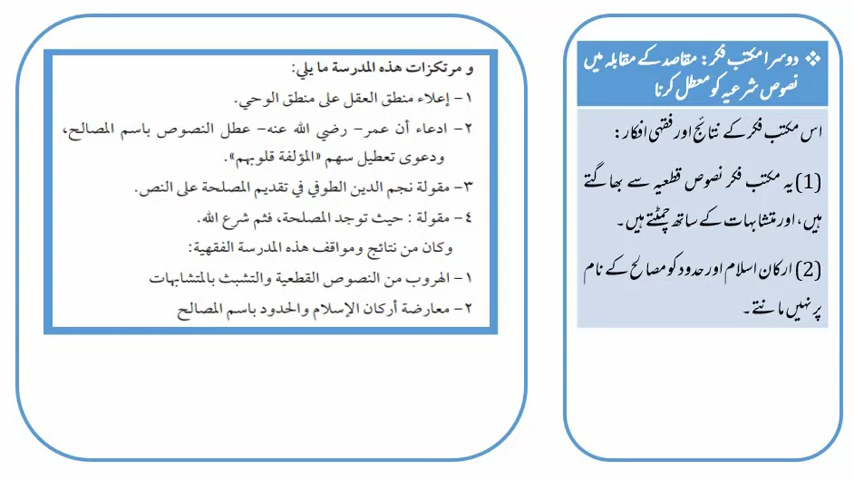 و مرتكزات هذه المدرسة ما يلي:
١- إعلاء منطق العقل على منطق الوحي.
٢- ادعاء أن عمر- رضي الله عنه- عطل النصوص باسم المصالح،
ودعوى تعطيل سهم «المؤلفة قلوبهم».
٣- مقولة نجم الدين الطوفي في تقديم المصلحة على النص.
٤- مقولة : حيث توجد المصلحة، فثم شرع الله.
وكان من نتائج ومواقف هذه المدرسة الفقهية:
١- الهروب من النصوص القطعية والتشبث بالمتشابهات
٢- معارضة أركان الإسلام والحدود باسم المصالح
❖ دوسرا مکتب فکر: مقاصد کے مقابلہ میں
نصوص شرعیہ کو معطل کرنا
اس مکتب فکر کے نتائج اور فقہی افکار:
(1) یہ مکتب فکر نصوص قطعیہ سے بھاگتے
ہیں، اور متشابہات کے ساتھ چمٹتے ہیں۔
(2) ارکان اسلام اور حدود کو مصالح کے نام
پر نہیں مانتے۔